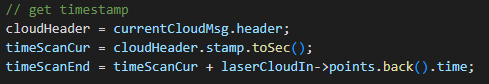 // get timestamp
cloudHeader = currentCloudMsg.header;
timeScanCur = cloudHeader.stamp.toSec();
timeScanEnd = timeScanCur + laserCloudIn->points.back().time;